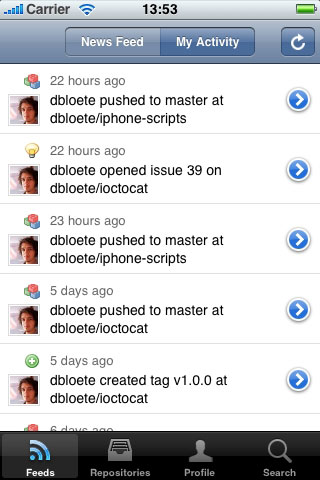 Carrier 13:53
News Feed My Activity
22 hours ago
dbloete pushed to master at
dbloete/iphone-scripts
22 hours ago
dbloete opened issue 39 on
dbloete/ioctocat
23 hours ago
dbloete pushed to master at
dbloete/iphone-scripts
5 days ago
dbloete pushed to master at
dbloete/ioctocat
5 days ago
dbloete created tag v1.0.0 at
dbloete/ioctocat
6 days ago
Feeds Repositories Profile Search